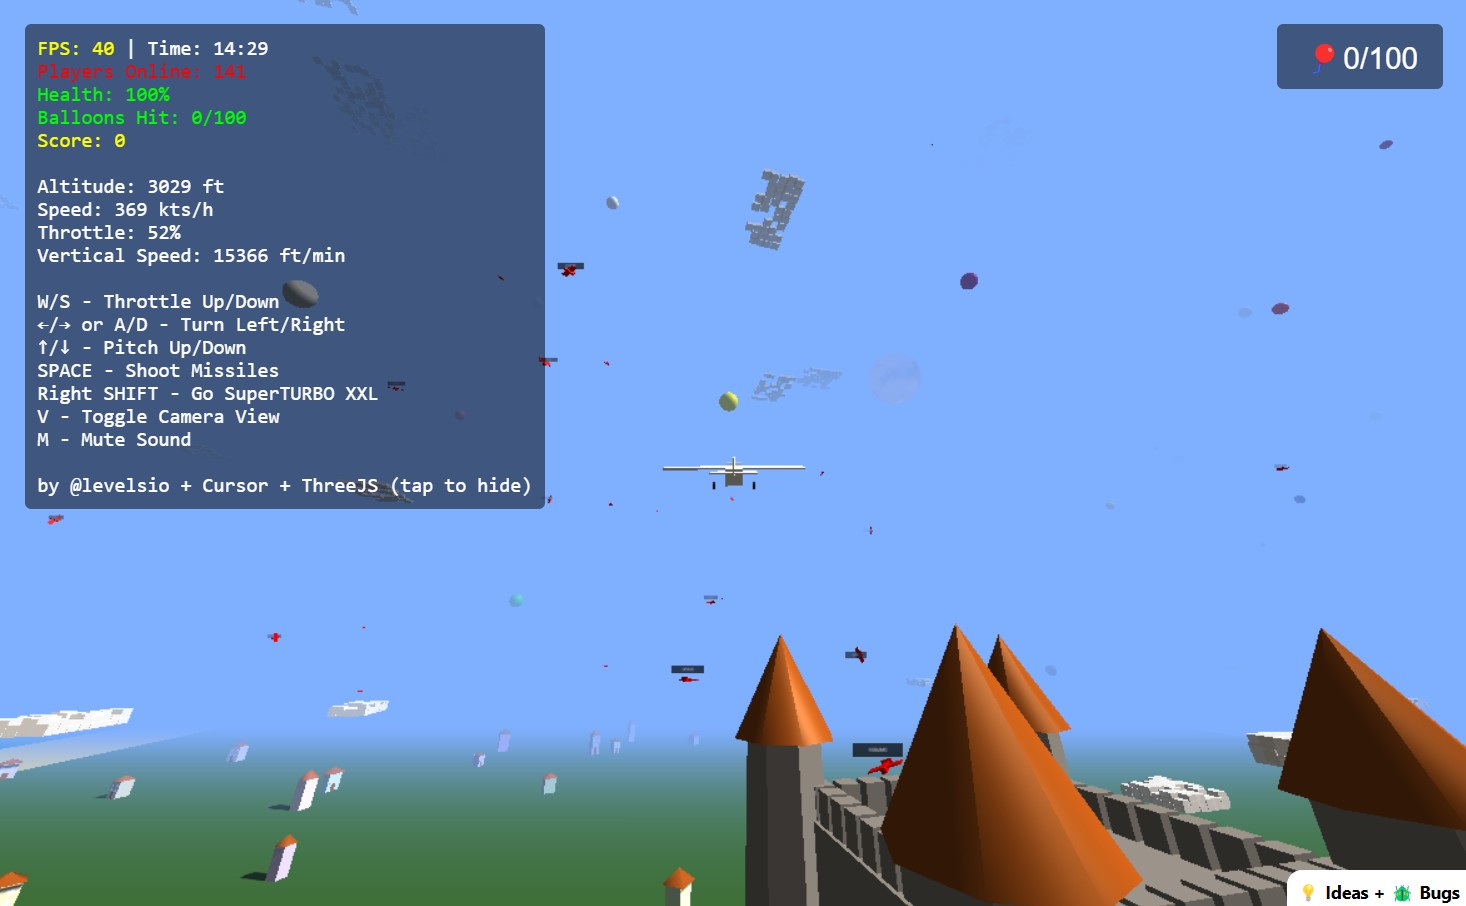 FPS: 40 | Time: 14:29
Players Online: 141
Health: 100%
Balloons Hit: 0/100
Score: 0
Altitude: 3029 ft
Speed: 369 kts/h
Throttle: 52%
Vertical Speed: 15366 ft/min
W/S - Throttle Up/Down
←/→ or A/D - Turn Left/Right
↑/↓ - Pitch Up/Down
SPACE - Shoot Missiles
Right SHIFT - Go SuperTURBO XXL
V - Toggle Camera View
M - Mute Sound
by @levelsio + Cursor + ThreeJS (tap to hide)
0/100
Ideas + Bugs